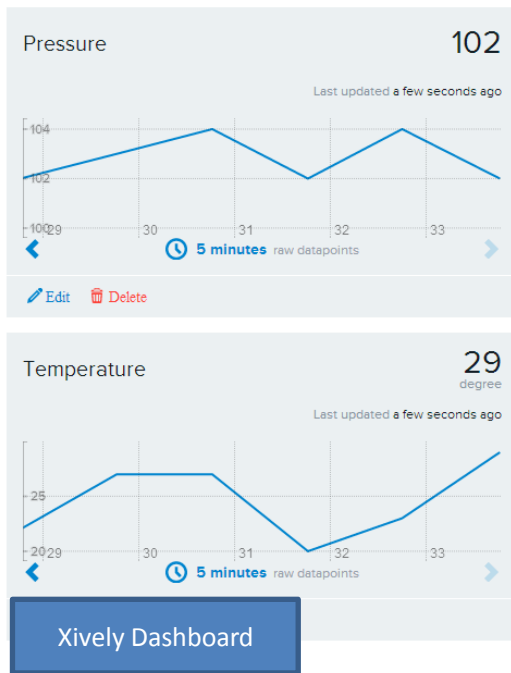 Pressure
102
Last updated a few seconds ago
104
102
100
29 30 31 32 33
5 minutes raw datapoints
Edit Delete
Temperature
29
degree
Last updated a few seconds ago
25
20
29 30 31 32 33
5 minutes raw datapoints
Xively Dashboard